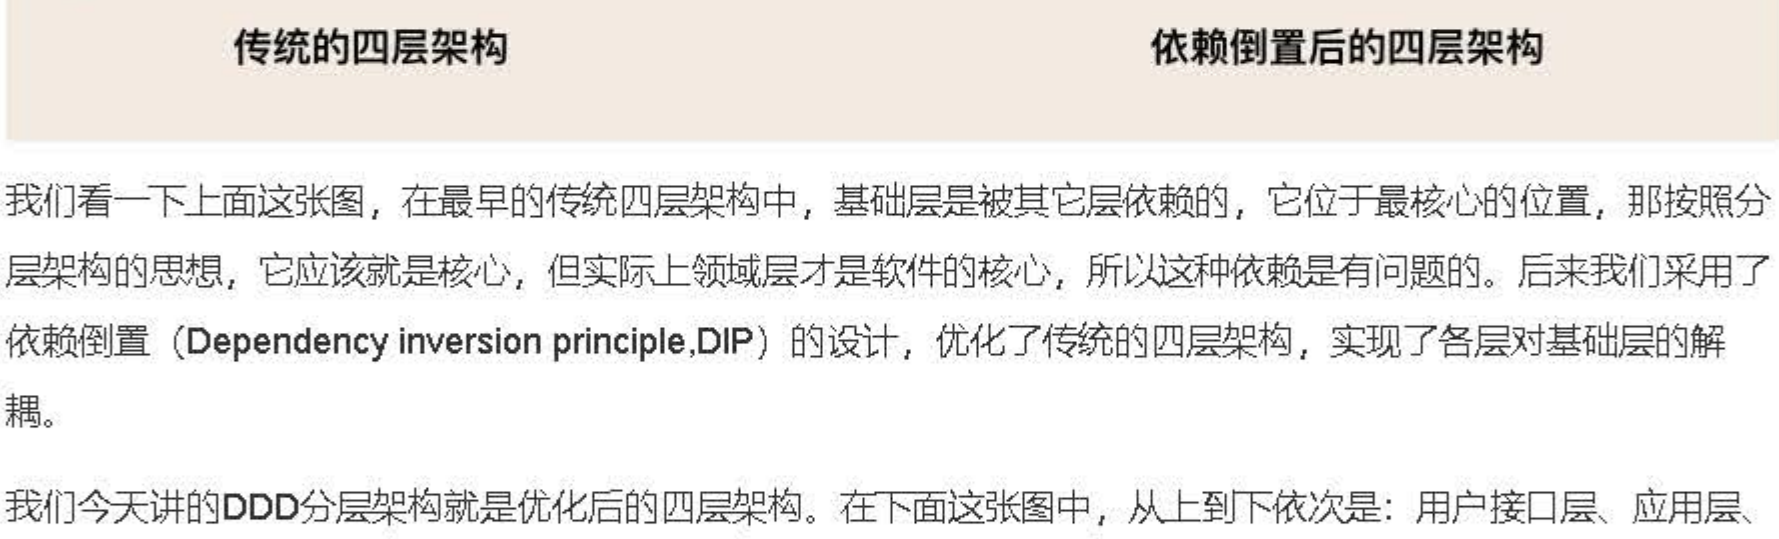 传统的四层架构
依赖倒置后的四层架构
我们看一下上面这张图，在最早的传统四层架构中，基础层是被其它层依赖的，它位于最核心的位置，那按照分
层架构的思想，它应该就是核心，但实际上领域层才是软件的核心，所以这种依赖是有问题的。后来我们采用了
依赖倒置（Dependency inversion principle,DIP）的设计，优化了传统的四层架构，实现了各层对基础层的解
耦。
我们今天讲的DDD分层架构就是优化后的四层架构。在下面这张图中，从上到下依次是：用户接口层、应用层、